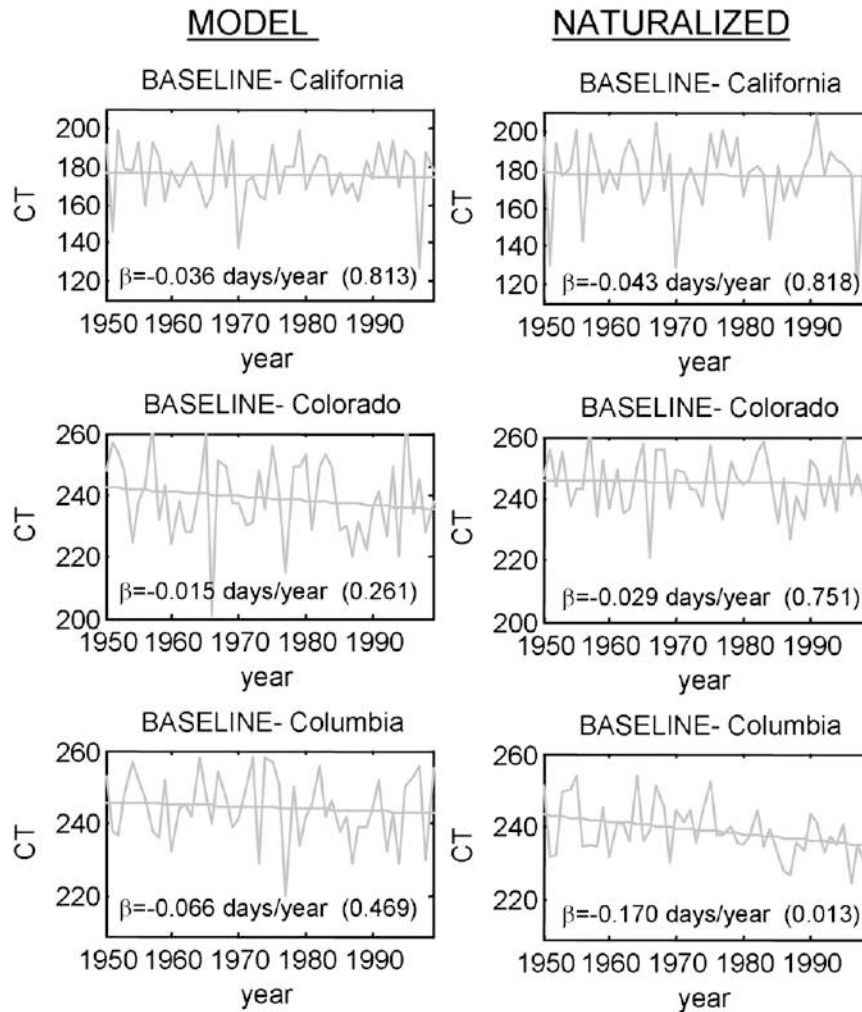 MODEL
NATURALIZED
BASELINE- California
200
180
160
140
120
CT
β=-0.036 days/year (0.813)
1950 1960 1970 1980 1990
year
BASELINE- California
200
180
160
140
120
CT
β=-0.043 days/year (0.818)
1950 1960 1970 1980 1990
year
BASELINE- Colorado
260
240
220
200
CT
β=-0.015 days/year (0.261)
1950 1960 1970 1980 1990
year
BASELINE- Colorado
260
240
220
200
CT
β=-0.029 days/year (0.751)
1950 1960 1970 1980 1990
year
BASELINE- Columbia
260
240
220
CT
β=-0.066 days/year (0.469)
1950 1960 1970 1980 1990
year
BASELINE- Columbia
260
240
220
CT
β=-0.170 days/year (0.013)
1950 1960 1970 1980 1990
year